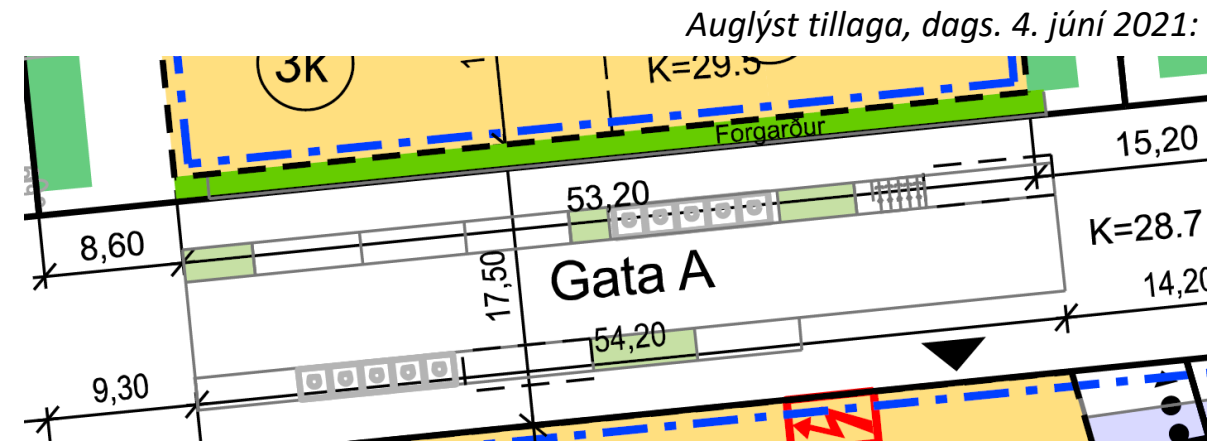 Auglýst tillaga, dags. 4. júní 2021:
3K
K=29.5
Forgarður
15,20
53,20
8,60
K=28.7
17,50
Gata A
14,20
54,20
9,30